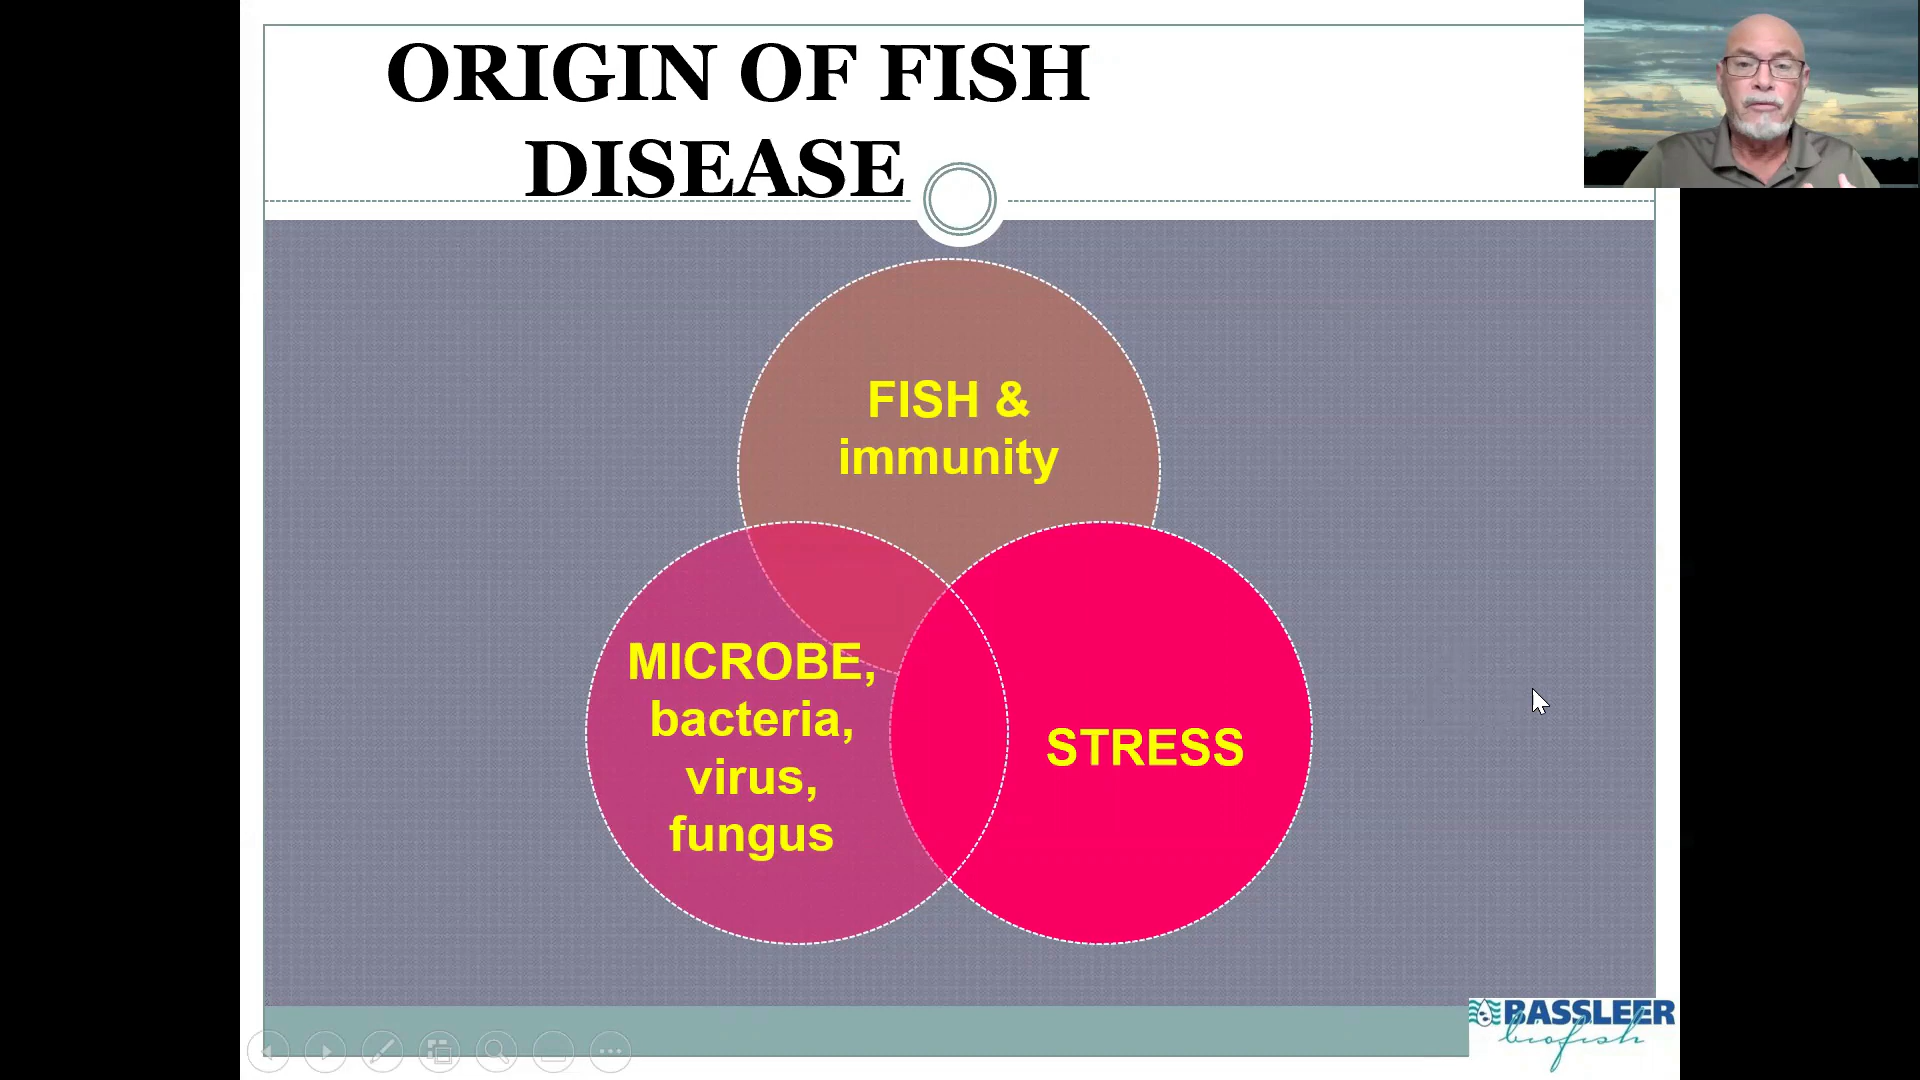 ORIGIN OF FISH
DISEASE
FISH &
immunity
MICROBE,
bacteria,
virus,
fungus
STRESS
BASSLEER
biofish